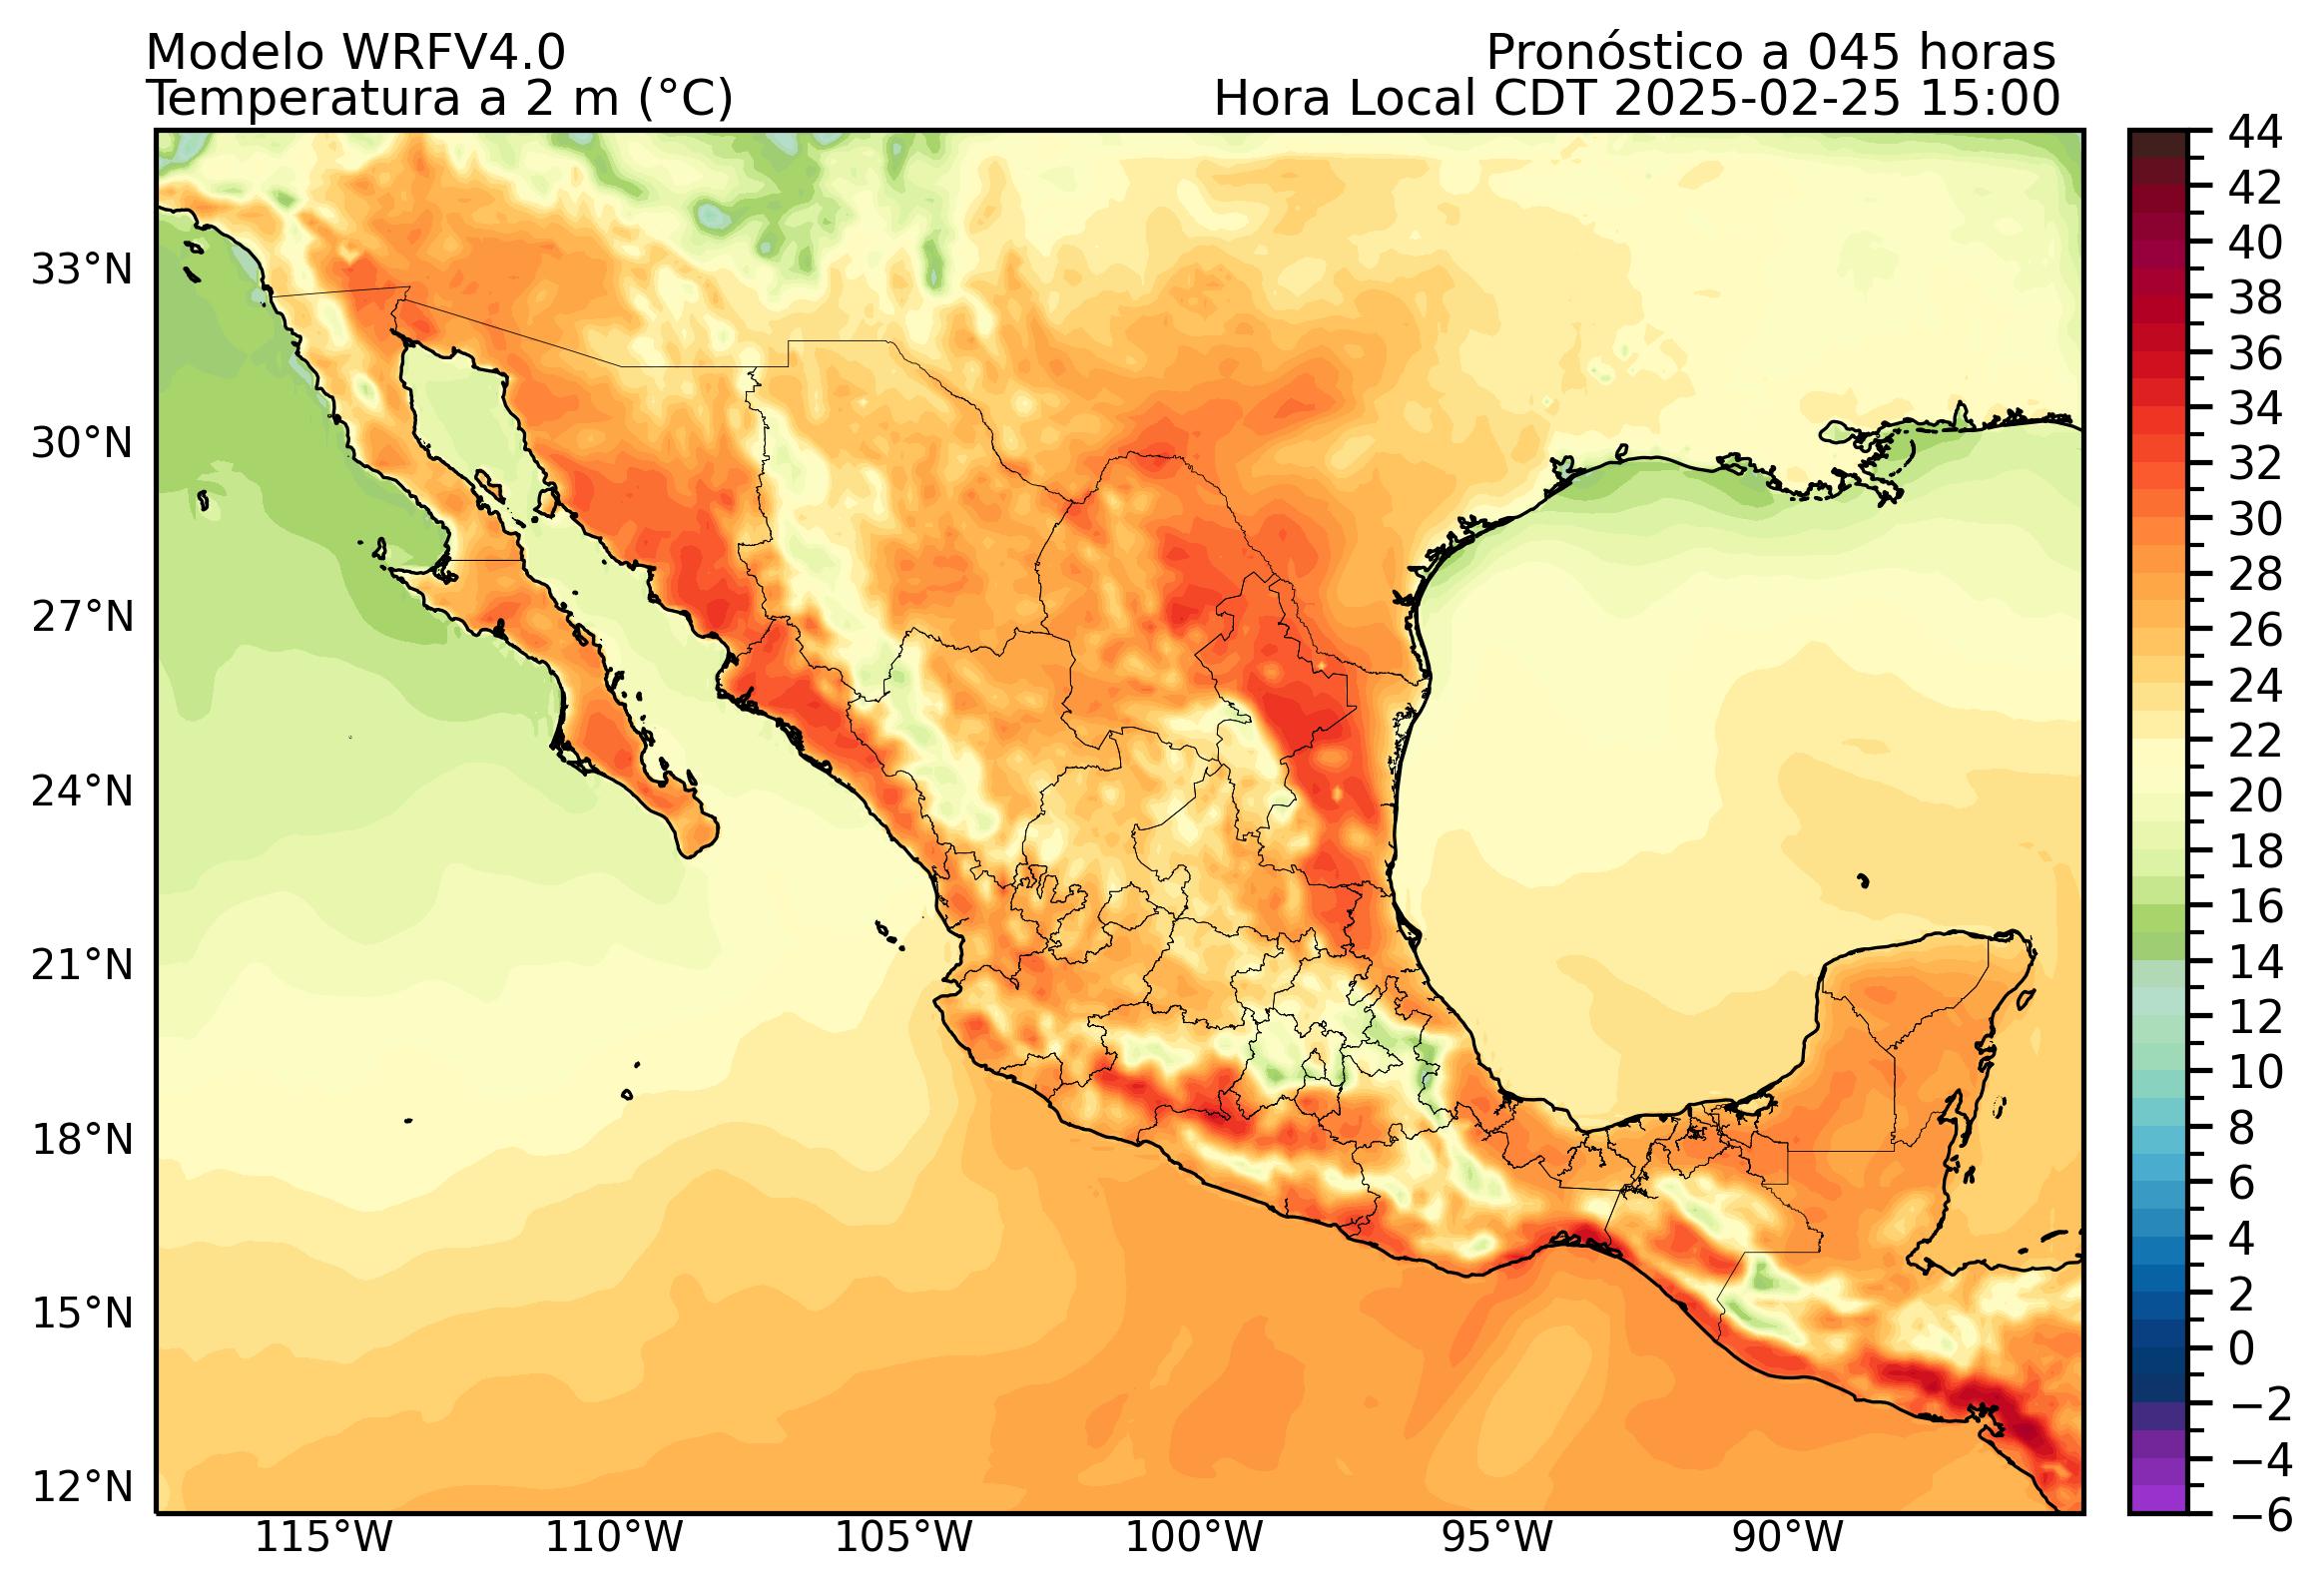 Modelo WRFV4.0
Pronóstico a 045 horas
Temperatura a 2 m (°C)
Hora Local CDT 2025-02-25 15:00
33°N
30°N
27°N
24°N
21°N
18°N
15°N
12°N
115°W
110°W
105°W
100°W
95°W
90°W
44
42
40
38
36
34
32
30
28
26
24
22
20
18
16
14
12
10
8
6
4
2
0
−2
−4
−6